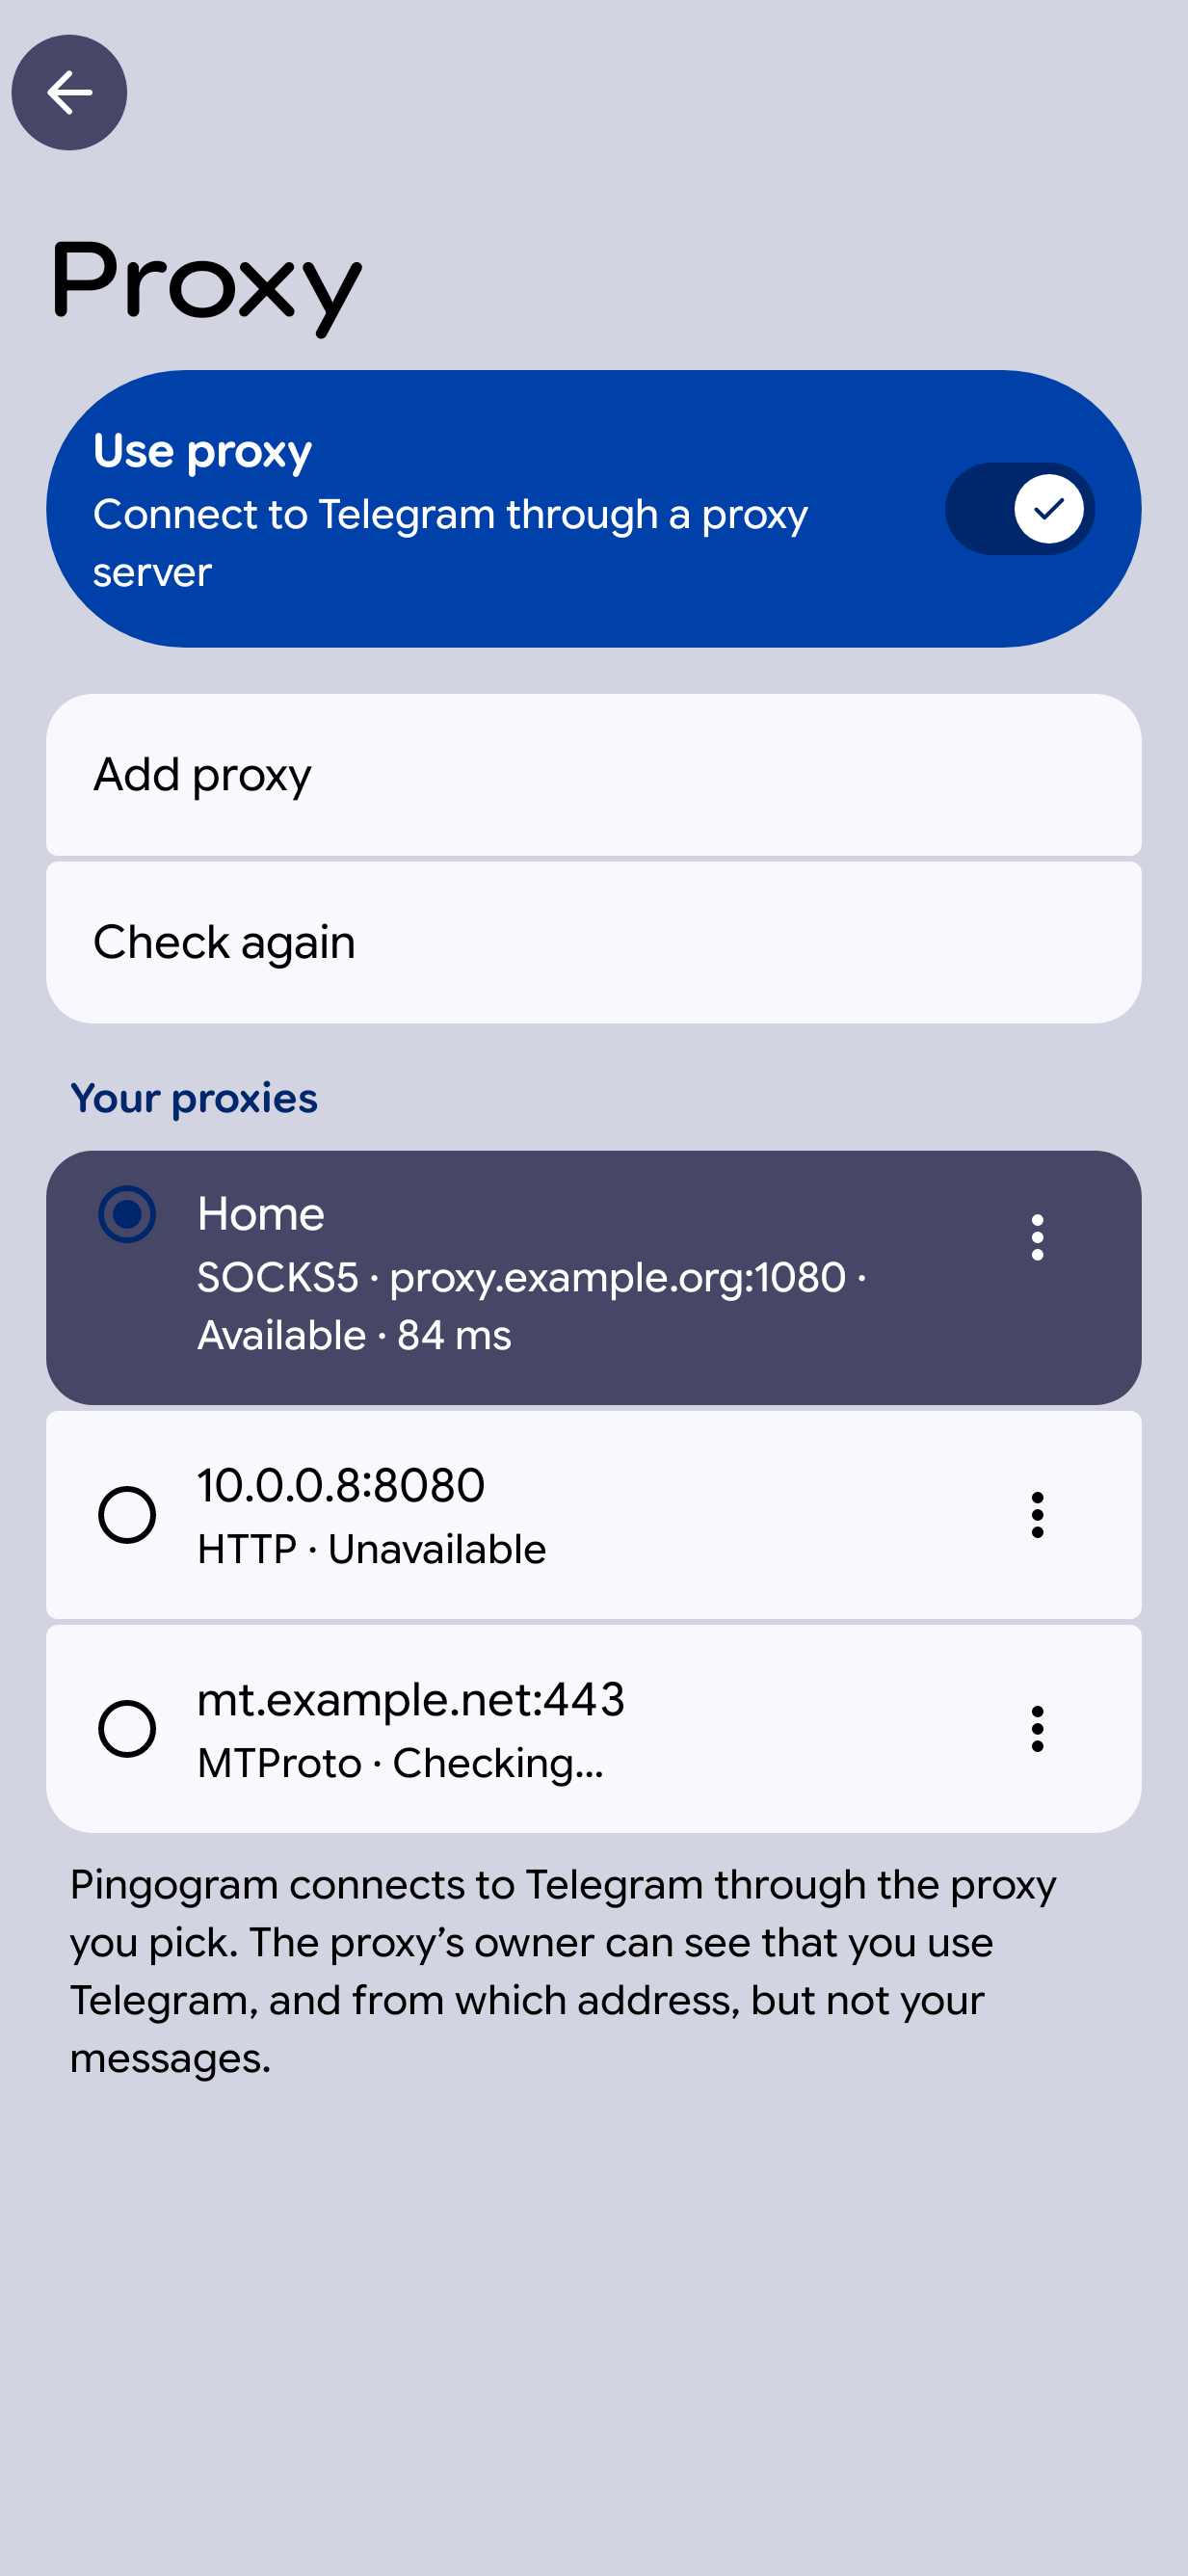 Proxy
Use proxy
Connect to Telegram through a proxy
server
Add proxy
Check again
Your proxies
Home
SOCKS5 · proxy.example.org:1080 ·
Available · 84 ms
10.0.0.8:8080
HTTP · Unavailable
mt.example.net:443
MTProto · Checking…
Pingogram connects to Telegram through the proxy
you pick. The proxy’s owner can see that you use
Telegram, and from which address, but not your
messages.